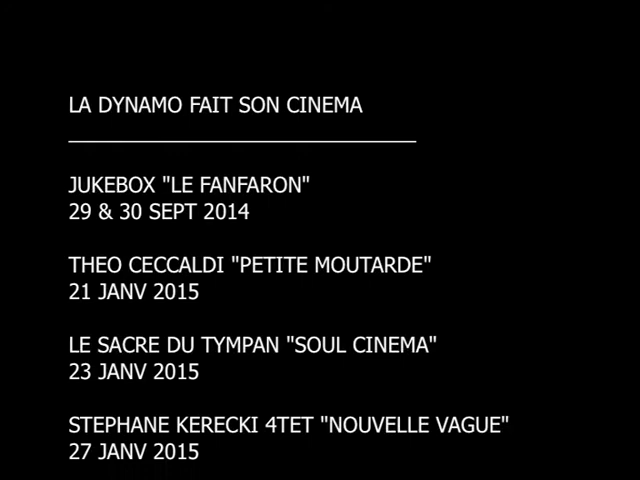 LA DYNAMO FAIT SON CINEMA
JUKEBOX "LE FANFARON"
29 & 30 SEPT 2014
THEO CECCALDI "PETITE MOUTARDE"
21 JANV 2015
LE SACRE DU TYMPAN "SOUL CINEMA"
23 JANV 2015
STEPHANE KERECKI 4TET "NOUVELLE VAGUE"
27 JANV 2015